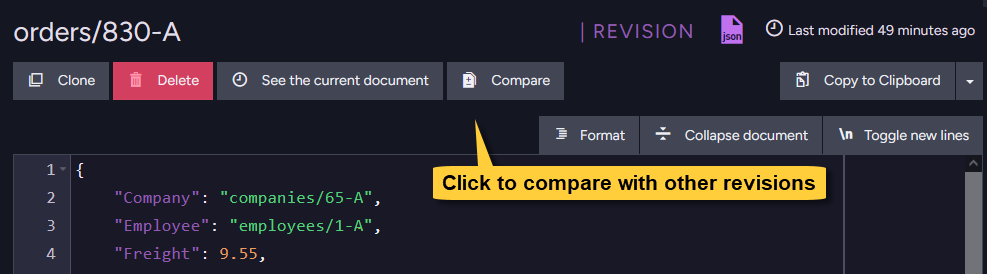 orders/830-A
| REVISION
json
Last modified 49 minutes ago
Clone
Delete
See the current document
Compare
Copy to Clipboard
Format
Collapse document
\n Toggle new lines
Click to compare with other revisions
1 {
2 "Company": "companies/65-A",
3 "Employee": "employees/1-A",
4 "Freight": 9.55,